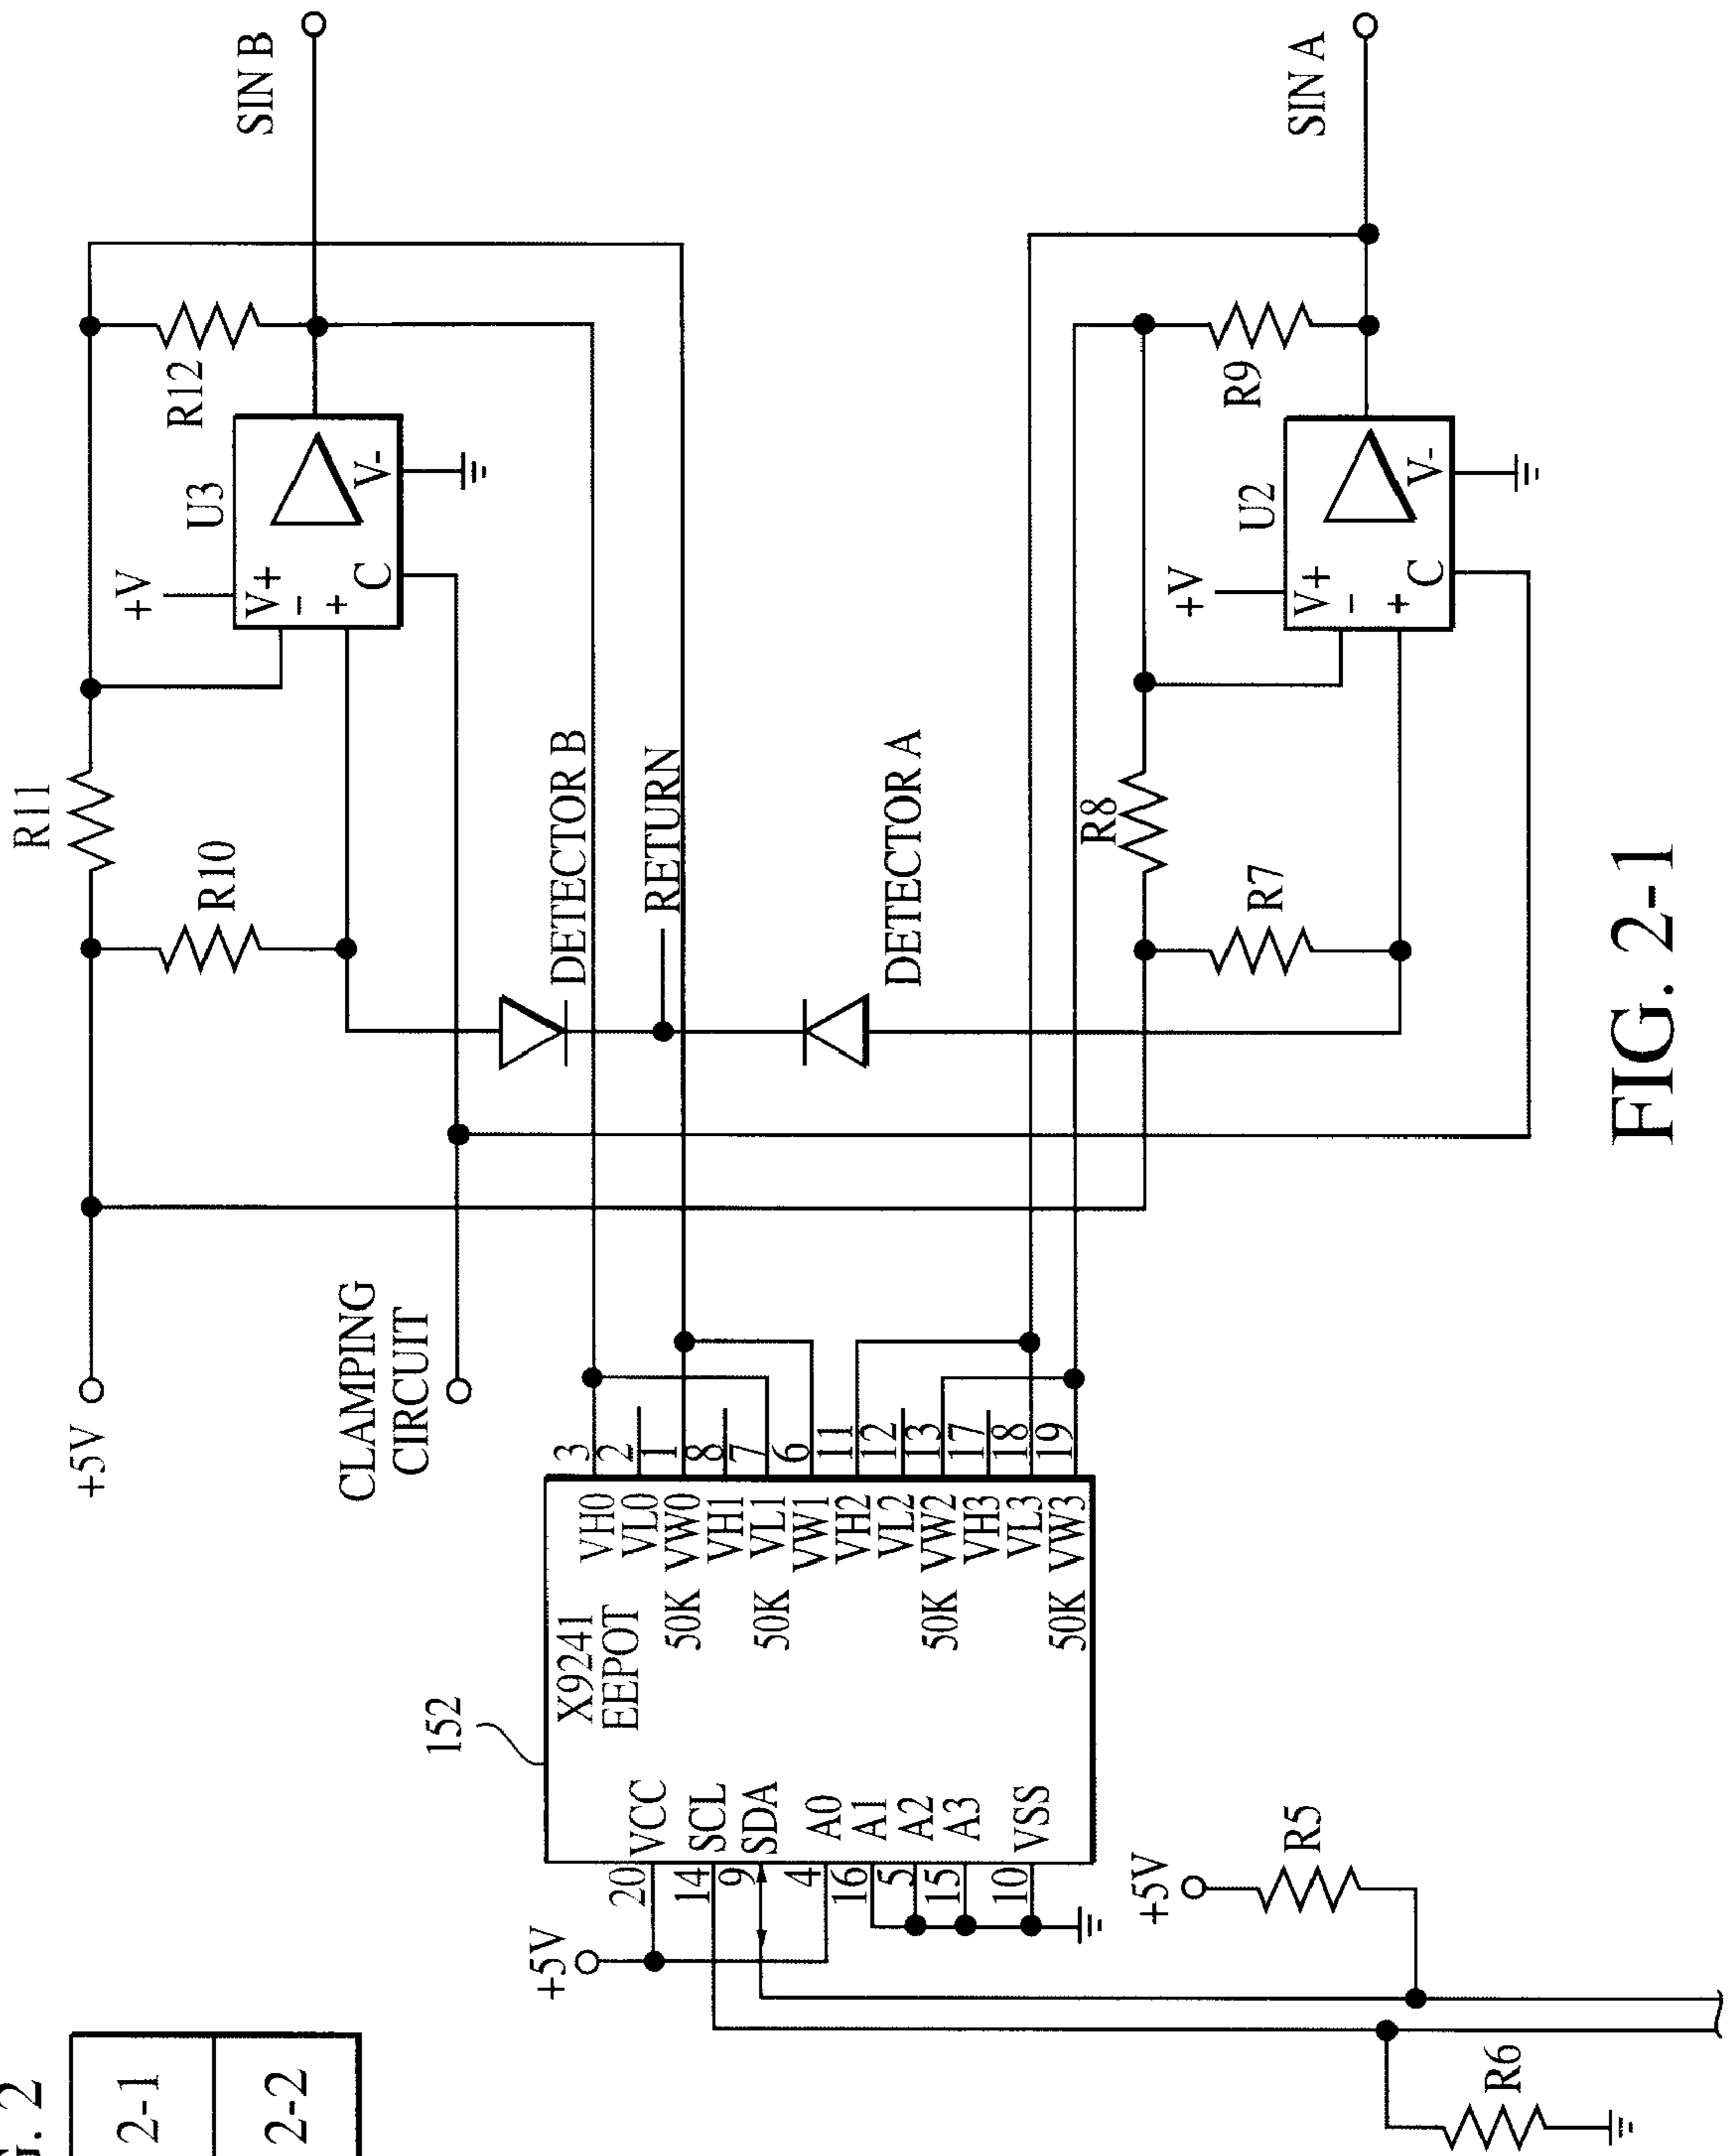 FIG. 2
2-1
2-2
+5V
CLAMPING
CIRCUIT
R11
R10
R12
+V
U3
V+
−
+
C
V-
SIN B
DETECTOR B
RETURN
DETECTOR A
R8
R7
R9
+V
U2
V+
−
+
C
V-
SIN A
152
X9241
EEPOT
50K
50K
50K
50K
VH0 3
VL0 2
VW0 1
VH1 8
VL1 7
VW1 6
VH2 11
VL2 12
VW2 13
VH3 17
VL3 18
VW3 19
20 VCC
14 SCL
9 SDA
4 A0
16 A1
5 A2
15 A3
10 VSS
+5V
+5V
R5
R6
FIG. 2-1